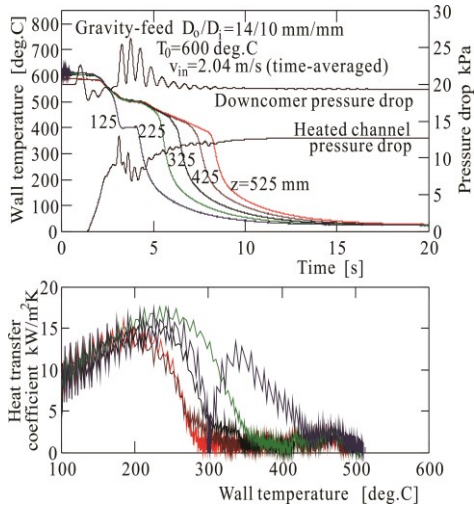 Gravity-feed Do/Di=14/10 mm/mm
T0=600 deg.C
vin=2.04 m/s (time-averaged)
Downcomer pressure drop
Heated channel
pressure drop
125
225
325
425
z=525 mm
Wall temperature [deg.C]
800
700
600
500
400
300
200
100
0
Pressure drop kPa
30
25
20
15
10
5
0
0
5
10
15
20
Time [s]
Heat transfer
coefficient kW/m²K
20
15
10
5
0
100
200
300
400
500
600
Wall temperature [deg.C]